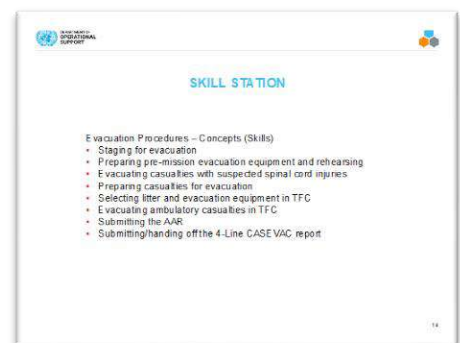 DEPARTMENT OF
OPERATIONAL
SUPPORT
SKILL STATION
Evacuation Procedures – Concepts (Skills)
• Staging for evacuation
• Preparing pre-mission evacuation equipment and rehearsing
• Evacuating casualties with suspected spinal cord injuries
• Preparing casualties for evacuation
• Selecting litter and evacuation equipment in TFC
• Evacuating ambulatory casualties in TFC
• Submitting the AAR
• Submitting/handing off the 4-Line CASEVAC report